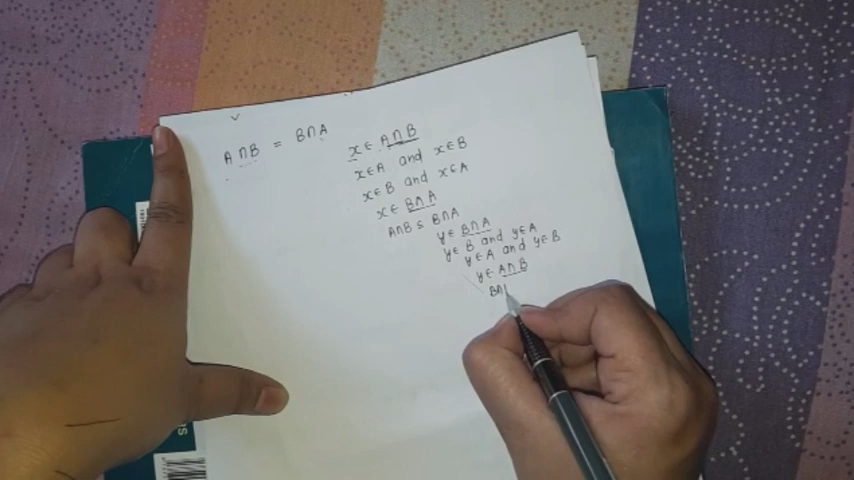 A∩B = B∩A
x ∈ A∩B
x∈A and x∈B
x∈B and x∈A
x∈ B∩A
A∩B ⊆ B∩A
y∈ B∩A
y∈ B and y∈A
y∈A and y∈B
y∈ A∩B
B∩